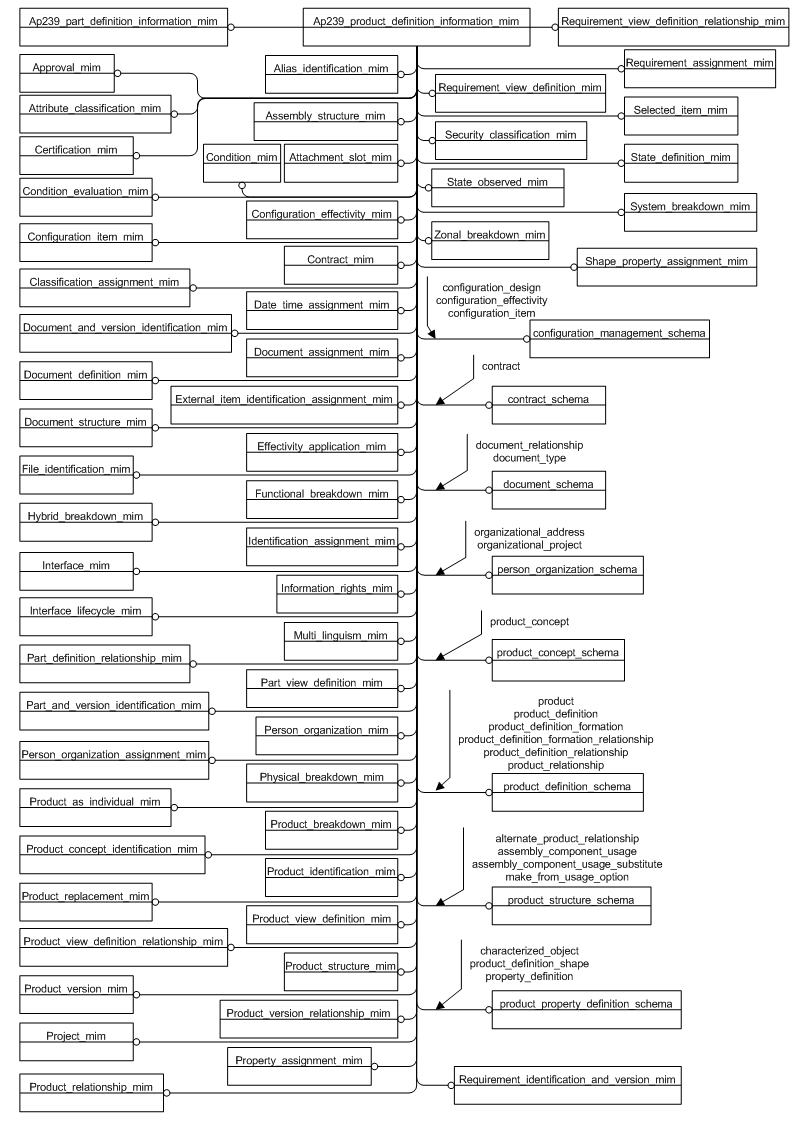 Ap239_part_definition_information_mim
Ap239_product_definition_information_mim
Requirement_view_definition_relationship_mim
Approval_mim
Alias_identification_mim
Requirement_assignment_mim
Attribute_classification_mim
Requirement_view_definition_mim
Assembly_structure_mim
Selected_item_mim
Certification_mim
Security_classification_mim
Condition_mim
Attachment_slot_mim
State_definition_mim
Condition_evaluation_mim
State_observed_mim
Configuration_effectivity_mim
System_breakdown_mim
Configuration_item_mim
Zonal_breakdown_mim
Contract_mim
Shape_property_assignment_mim
Classification_assignment_mim
configuration_design
configuration_effectivity
configuration_item
Date_time_assignment_mim
Document_and_version_identification_mim
configuration_management_schema
Document_assignment_mim
contract
Document_definition_mim
External_item_identification_assignment_mim
contract_schema
Document_structure_mim
Effectivity_application_mim
document_relationship
document_type
File_identification_mim
document_schema
Functional_breakdown_mim
Hybrid_breakdown_mim
organizational_address
organizational_project
Identification_assignment_mim
Interface_mim
person_organization_schema
Information_rights_mim
Interface_lifecycle_mim
product_concept
Multi_linguism_mim
Part_definition_relationship_mim
product_concept_schema
Part_view_definition_mim
Part_and_version_identification_mim
product
product_definition
product_definition_formation
product_definition_formation_relationship
product_definition_relationship
product_relationship
Person_organization_mim
Person_organization_assignment_mim
Physical_breakdown_mim
product_definition_schema
Product_as_individual_mim
Product_breakdown_mim
alternate_product_relationship
assembly_component_usage
assembly_component_usage_substitute
make_from_usage_option
Product_concept_identification_mim
Product_identification_mim
Product_replacement_mim
product_structure_schema
Product_view_definition_mim
Product_view_definition_relationship_mim
characterized_object
product_definition_shape
property_definition
Product_structure_mim
Product_version_mim
product_property_definition_schema
Product_version_relationship_mim
Project_mim
Property_assignment_mim
Product_relationship_mim
Requirement_identification_and_version_mim